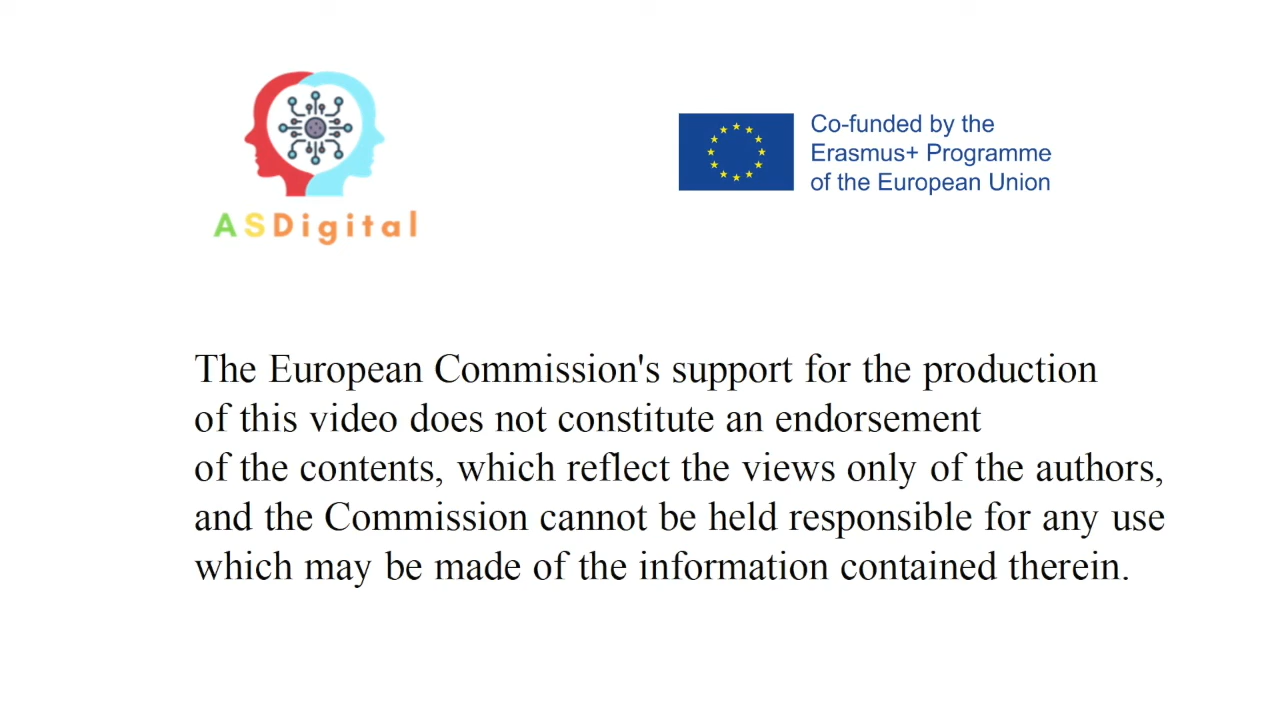 ASDigital
Co-funded by the
Erasmus+ Programme
of the European Union
The European Commission's support for the production
of this video does not constitute an endorsement
of the contents, which reflect the views only of the authors,
and the Commission cannot be held responsible for any use
which may be made of the information contained therein.